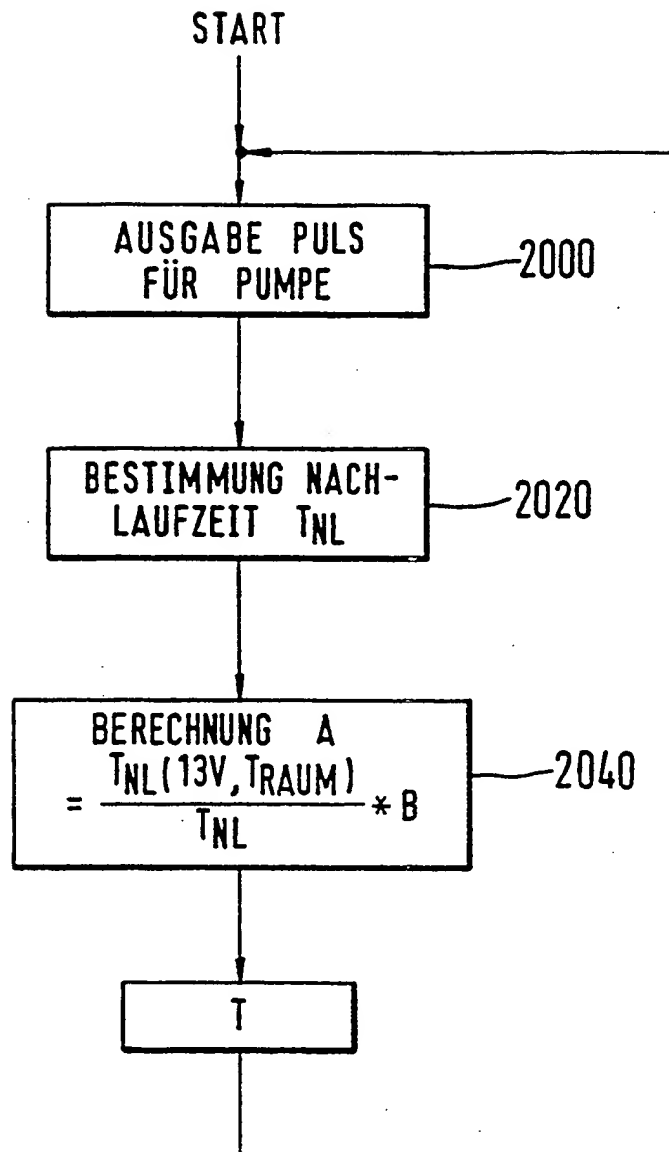 START
AUSGABE PULS
FÜR PUMPE
2000
BESTIMMUNG NACH-
LAUFZEIT TNL
2020
BERECHNUNG A
= TNL(13V, TRAUM) / TNL * B
2040
T